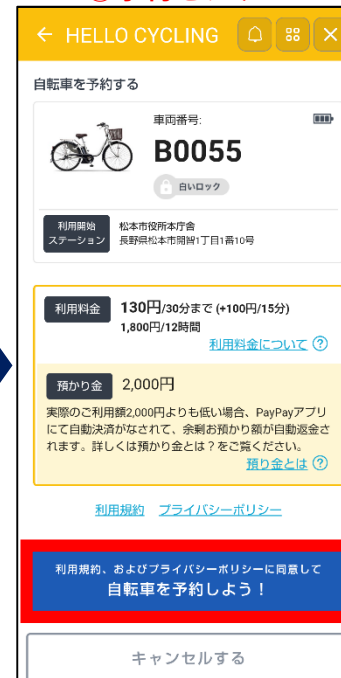 HELLO CYCLING
自転車を予約する
車両番号:
B0055
白いロック
利用開始
ステーション
松本市役所本庁舎
長野県松本市開智1丁目1番10号
利用料金
130円/30分まで (+100円/15分)
1,800円/12時間
利用料金について ?
預かり金
2,000円
実際のご利用額2,000円よりも低い場合、PayPayアプリ
にて自動決済がなされて、余剰お預かり額が自動返金さ
れます。詳しくは預かり金とは？をご覧ください。
預り金とは ?
利用規約 プライバシーポリシー
利用規約、およびプライバシーポリシーに同意して
自転車を予約しよう！
キャンセルする